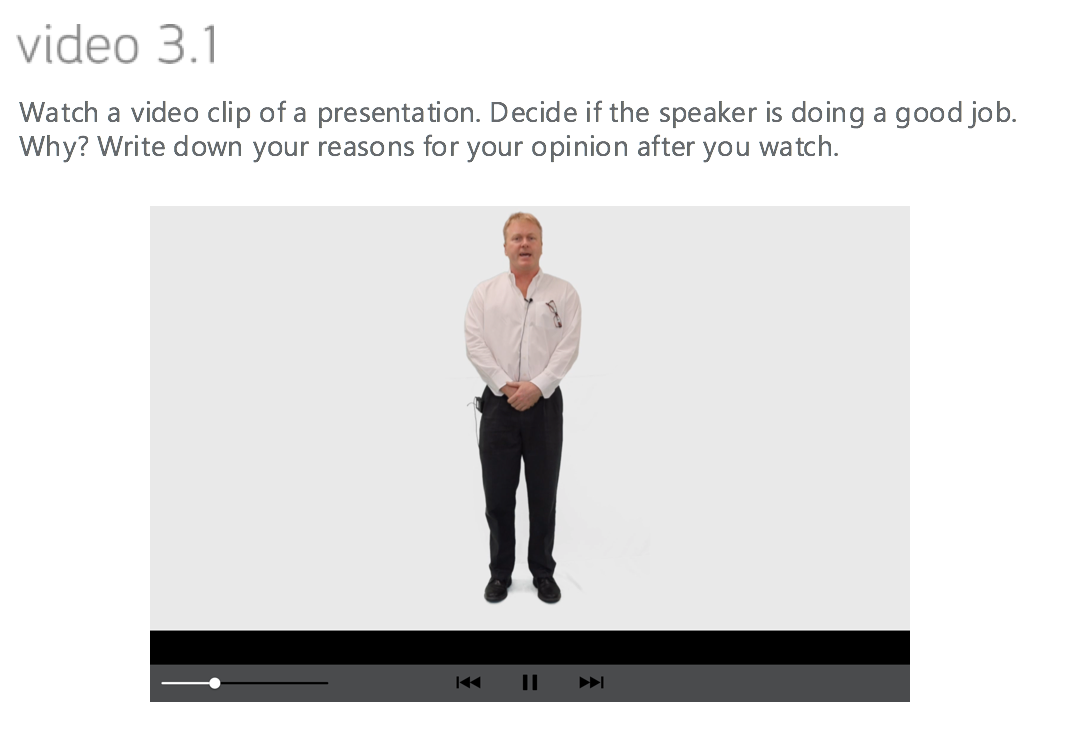 video 3.1
Watch a video clip of a presentation. Decide if the speaker is doing a good job.
Why? Write down your reasons for your opinion after you watch.